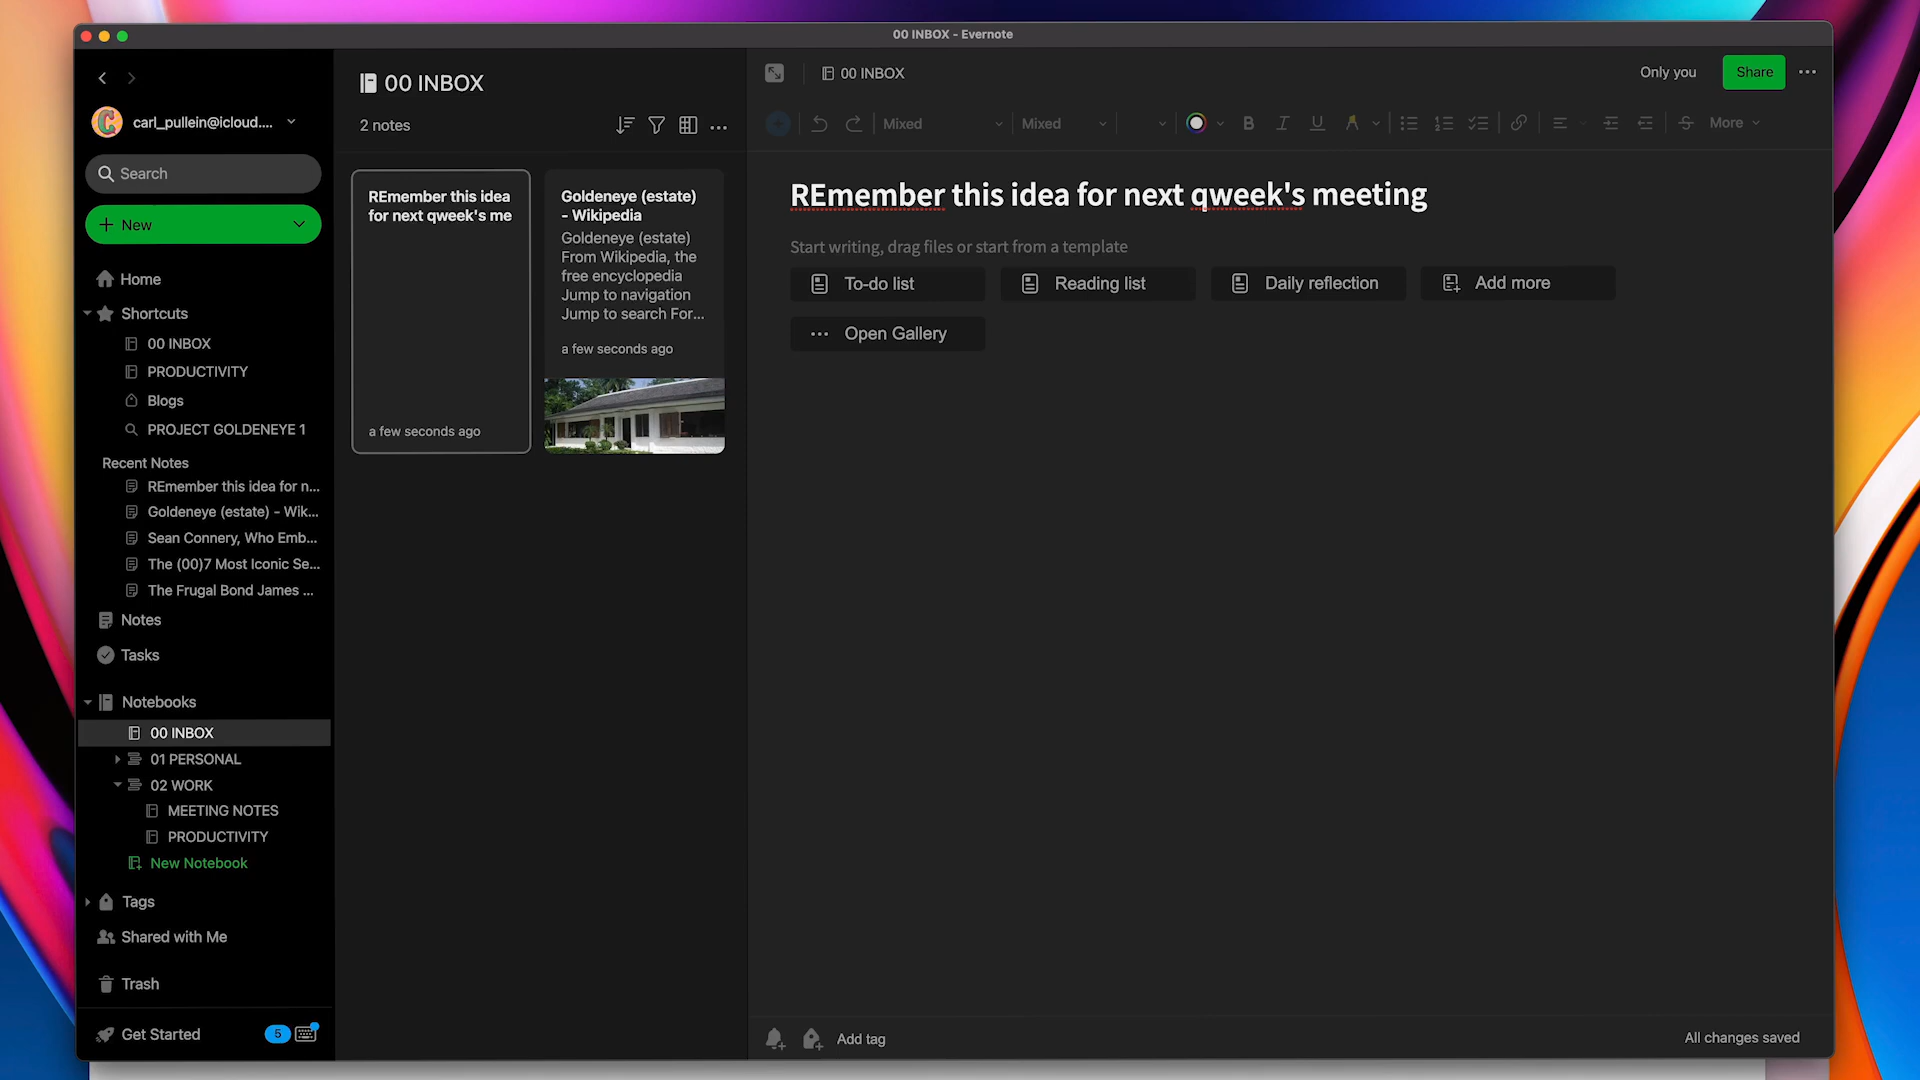 00 INBOX - Evernote
carl_pullein@icloud....
Search
New
Home
Shortcuts
00 INBOX
PRODUCTIVITY
Blogs
PROJECT GOLDENEYE 1
Recent Notes
REmember this idea for n...
Goldeneye (estate) - Wik...
Sean Connery, Who Emb...
The (00)7 Most Iconic Se...
The Frugal Bond James ...
Notes
Tasks
Notebooks
00 INBOX
01 PERSONAL
02 WORK
MEETING NOTES
PRODUCTIVITY
New Notebook
Tags
Shared with Me
Trash
Get Started 5
00 INBOX
2 notes
REmember this idea
for next qweek's me
a few seconds ago
Goldeneye (estate)
- Wikipedia
Goldeneye (estate)
From Wikipedia, the
free encyclopedia
Jump to navigation
Jump to search For...
a few seconds ago
00 INBOX
Only you
Share
Mixed
Mixed
B I U
More
REmember this idea for next qweek's meeting
Start writing, drag files or start from a template
To-do list
Reading list
Daily reflection
Add more
Open Gallery
Add tag
All changes saved